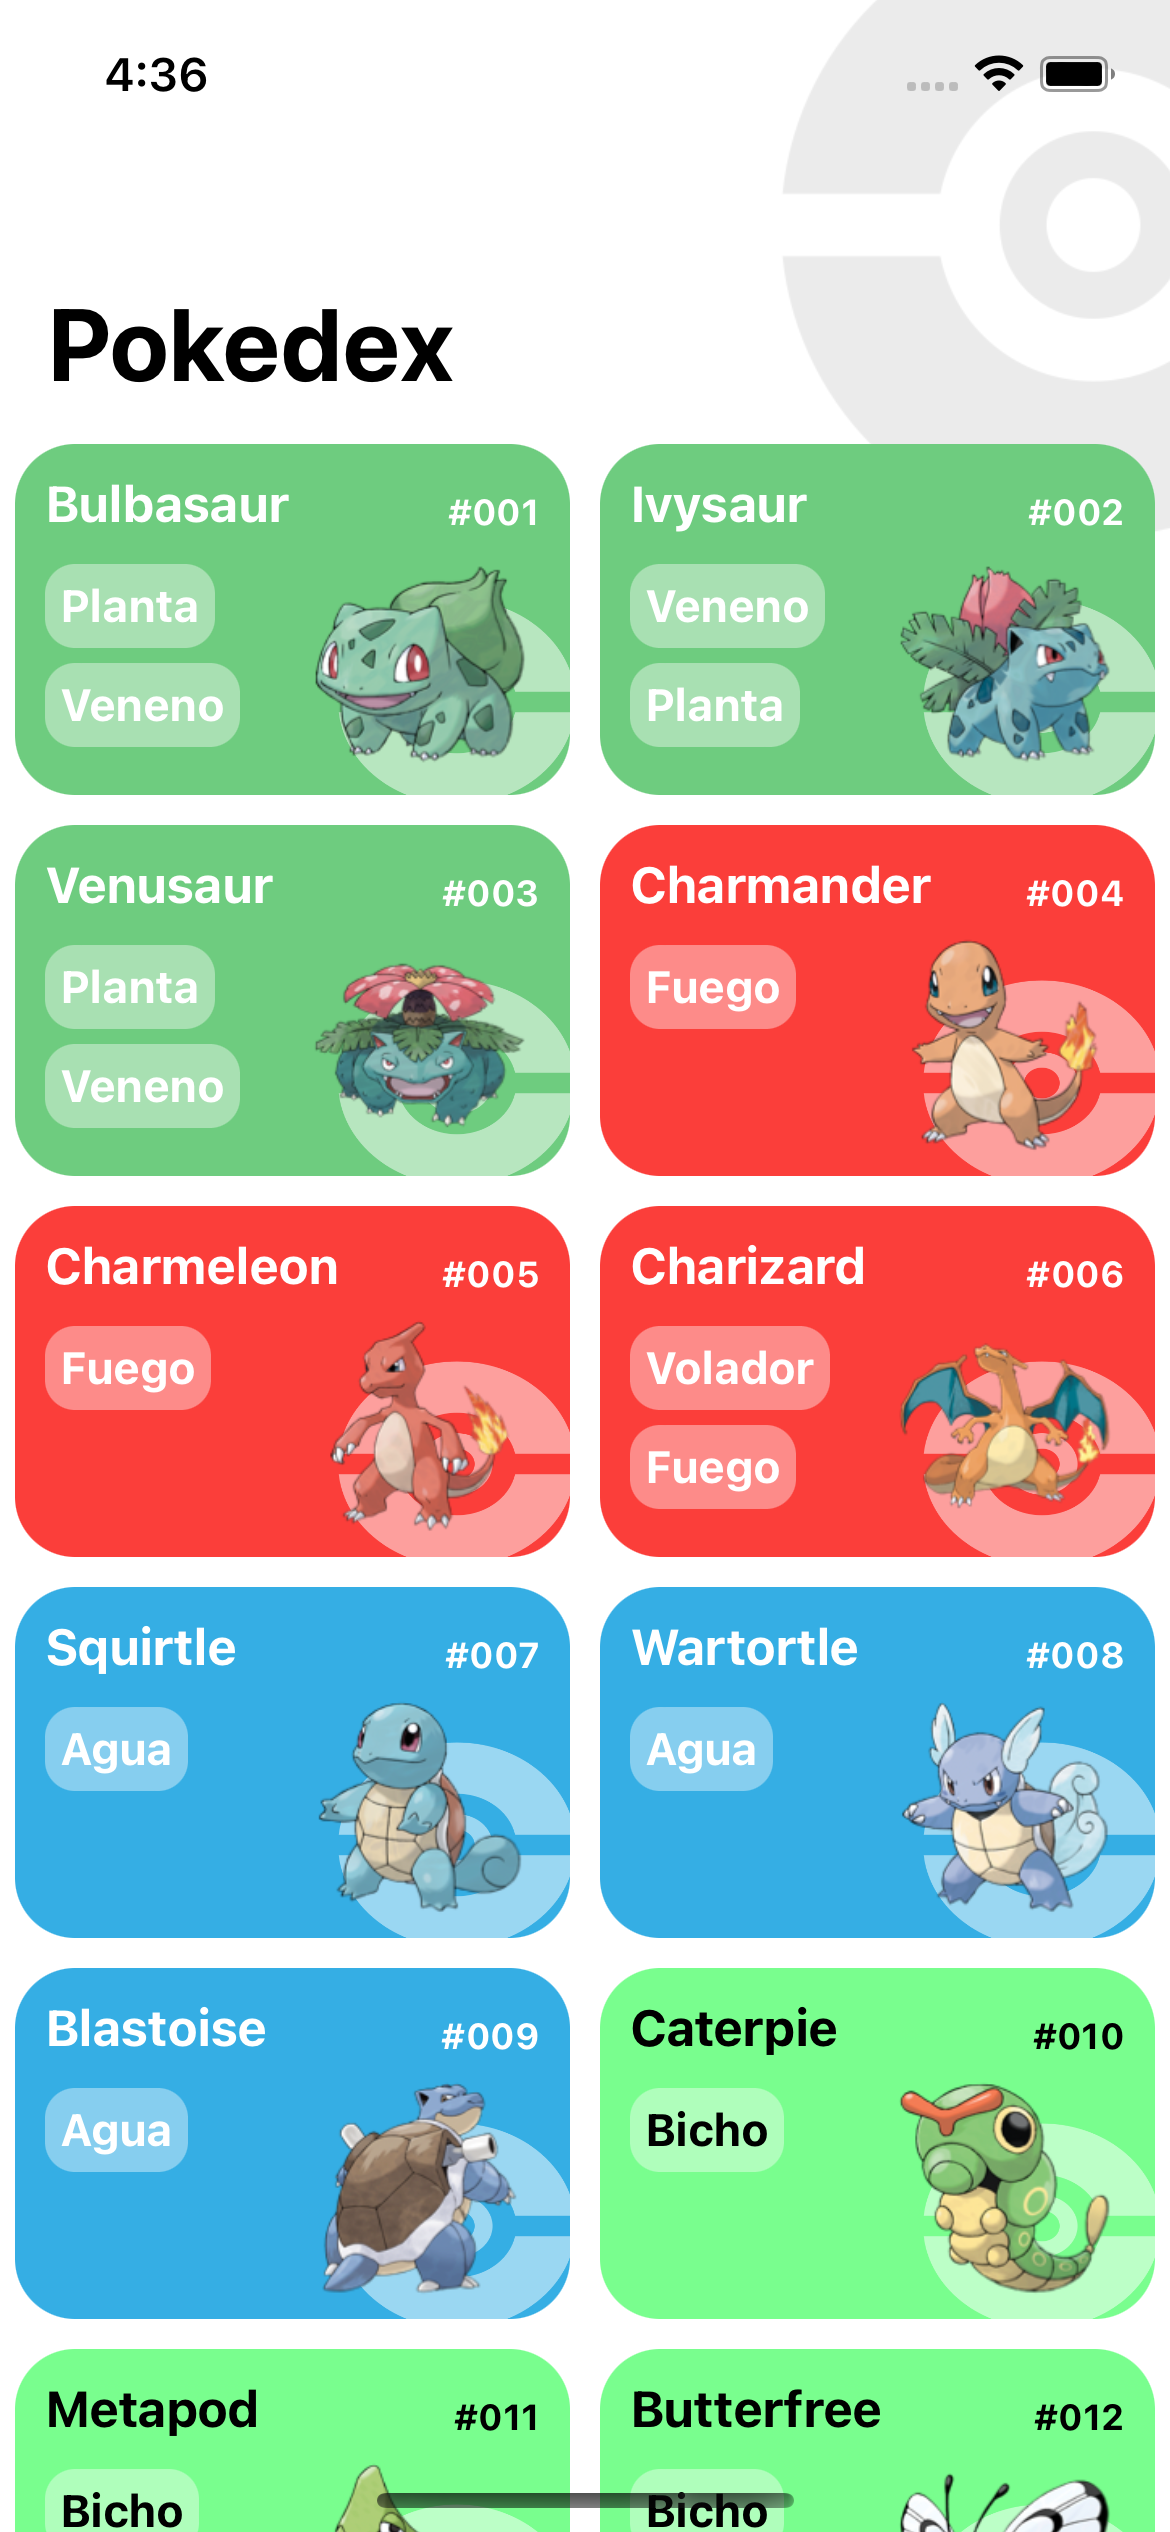 4:36
Pokedex
Bulbasaur #001
Planta
Veneno
Ivysaur #002
Veneno
Planta
Venusaur #003
Planta
Veneno
Charmander #004
Fuego
Charmeleon #005
Fuego
Charizard #006
Volador
Fuego
Squirtle #007
Agua
Wartortle #008
Agua
Blastoise #009
Agua
Caterpie #010
Bicho
Metapod #011
Bicho
Butterfree #012
Bicho